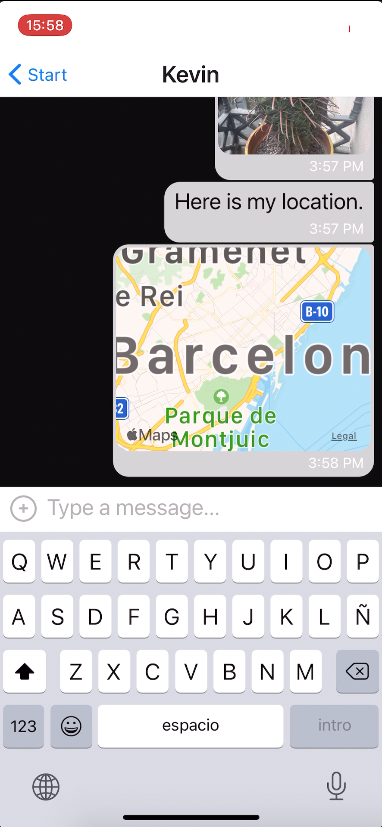 15:58
Start
Kevin
3:57 PM
Here is my location.
3:57 PM
Gramenet
e Rei
B-10
Barcelon
2
Parque de
Montjuic
Maps
Legal
3:58 PM
Type a message...
Q W E R T Y U I O P
A S D F G H J K L Ñ
Z X C V B N M
123
espacio
intro